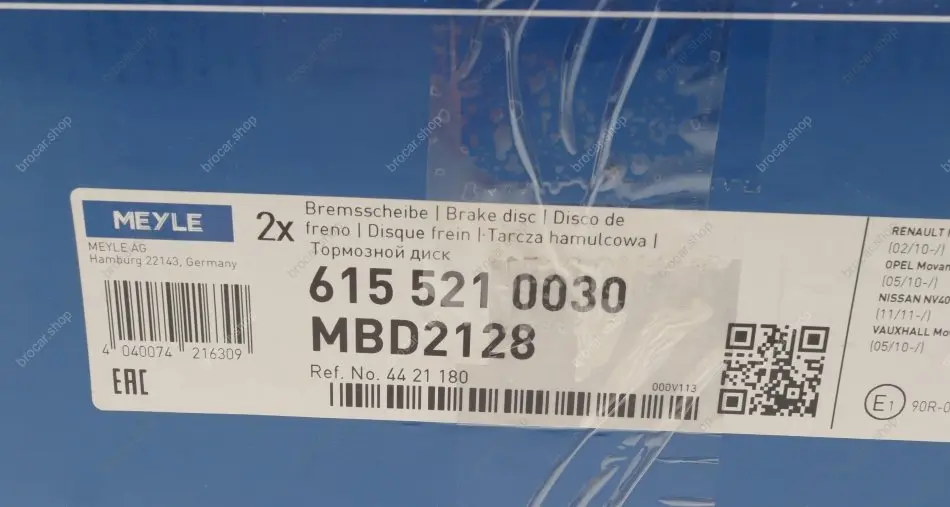 MEYLE
MEYLE AG
Hamburg 22143, Germany
4 040074 216309
EAC
2x
Bremsscheibe | Brake disc | Disco de
freno | Disque frein | Tarcza hamulcowa |
Тормозной диск
615 521 0030
MBD2128
Ref. No. 44 21 180
000V113
RENAULT
(02/10-/)
OPEL Movan
(05/10-/)
NISSAN NV40
(11/11-/)
VAUXHALL Mo
(05/10-/)
E1 90R-0
brocar.shop